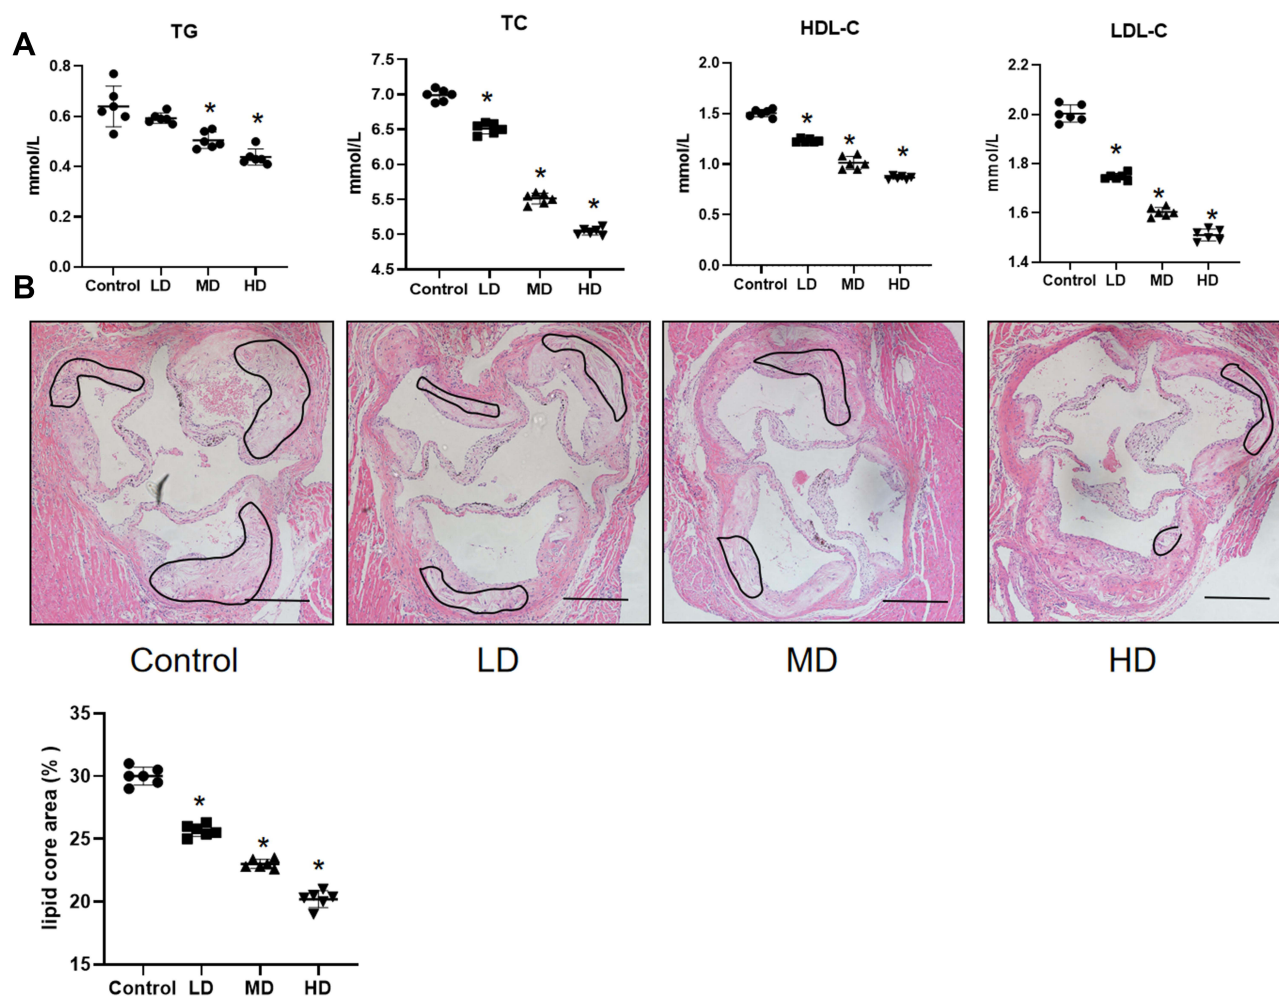 A
TG
mmol/L
0.8
0.6
0.4
0.2
0.0
*
*
Control LD MD HD
TC
mmol/L
7.5
7.0
6.5
6.0
5.5
5.0
4.5
*
*
*
Control LD MD HD
HDL-C
mmol/L
2.0
1.5
1.0
0.5
0.0
*
*
*
Control LD MD HD
LDL-C
mmol/L
2.2
2.0
1.8
1.6
1.4
*
*
*
Control LD MD HD
B
Control
LD
MD
HD
lipid core area (% )
35
30
25
20
15
*
*
*
Control LD MD HD